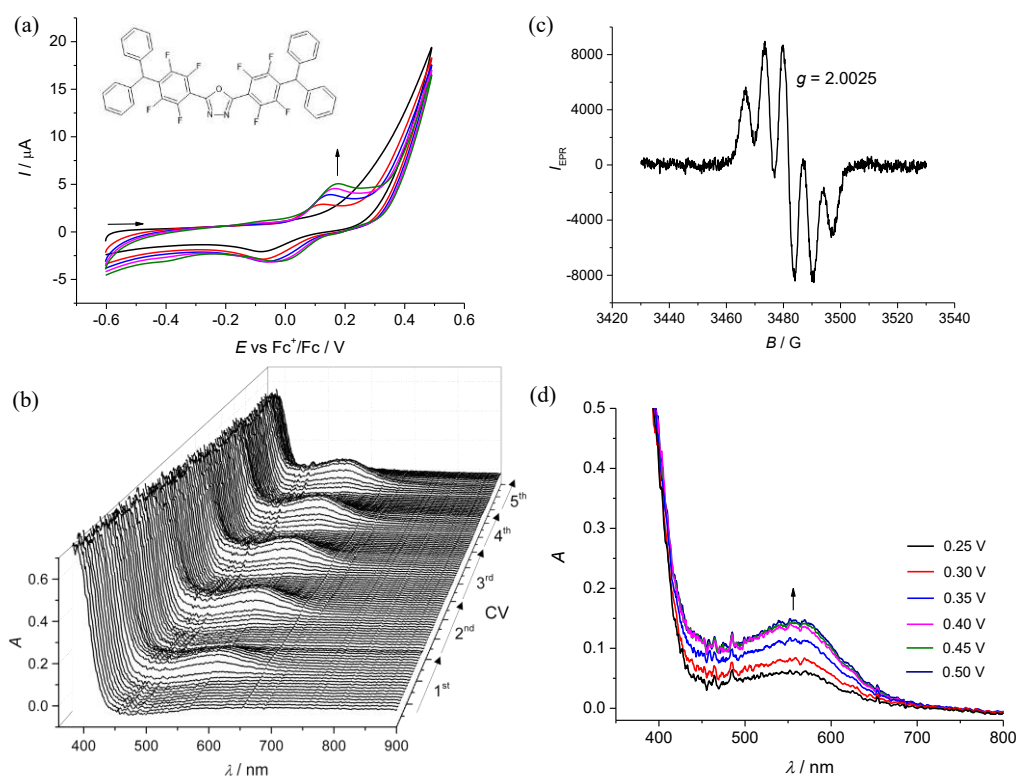 (a)
20
15
10
5
0
-5
I / μA
-0.6 -0.4 -0.2 0.0 0.2 0.4 0.6
E vs Fc⁺/Fc / V
F F F F
O
N N
F F F F
(c)
8000
4000
0
-4000
-8000
I_EPR
g = 2.0025
3420 3440 3460 3480 3500 3520 3540
B / G
(b)
0.6
0.4
0.2
0.0
A
400 500 600 700 800 900
λ / nm
1st
2nd
CV
3rd
4th
5th
(d)
0.5
0.4
0.3
0.2
0.1
0.0
A
0.25 V
0.30 V
0.35 V
0.40 V
0.45 V
0.50 V
400 500 600 700 800
λ / nm